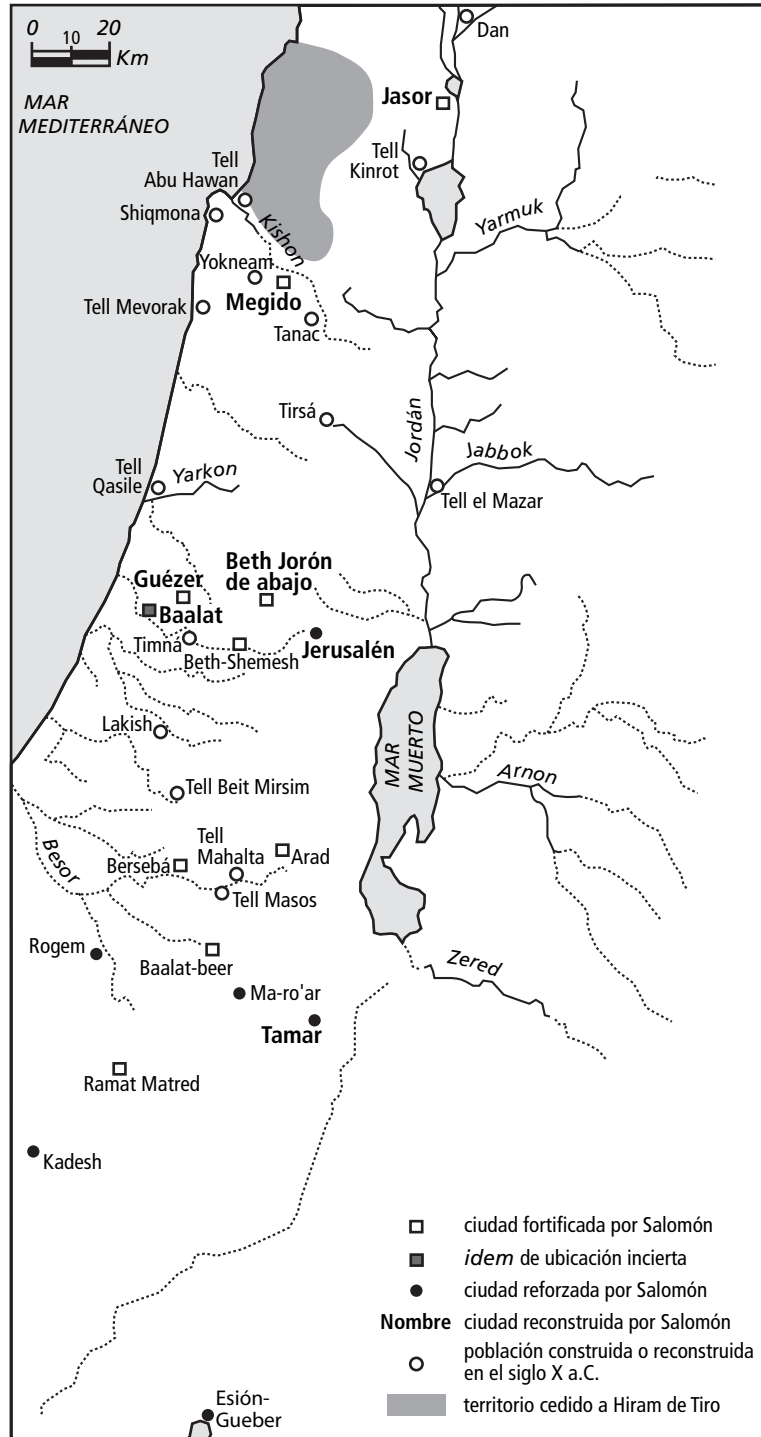 0 10 20
Km
Dan
MAR
MEDITERRÁNEO
Jasor
Tell
Kinrot
Tell
Abu Hawan
Shiqmona
Kishon
Yarmuk
Yokneam
Megido
Tell Mevorak
Tanac
Tirsá
Jordán
Jabbok
Tell
Qasile
Yarkon
Tell el Mazar
Guézer
Beth Jorón
de abajo
Baalat
Timná
Beth-Shemesh
Jerusalén
Lakish
MAR
MUERTO
Arnon
Tell Beit Mirsim
Besor
Tell
Mahalta
Arad
Bersebá
Tell Masos
Rogem
Baalat-beer
Zered
Ma-ro'ar
Tamar
Ramat Matred
Kadesh
ciudad fortificada por Salomón
idem de ubicación incierta
ciudad reforzada por Salomón
Nombre ciudad reconstruida por Salomón
población construida o reconstruida
en el siglo X a.C.
territorio cedido a Hiram de Tiro
Esión-
Gueber